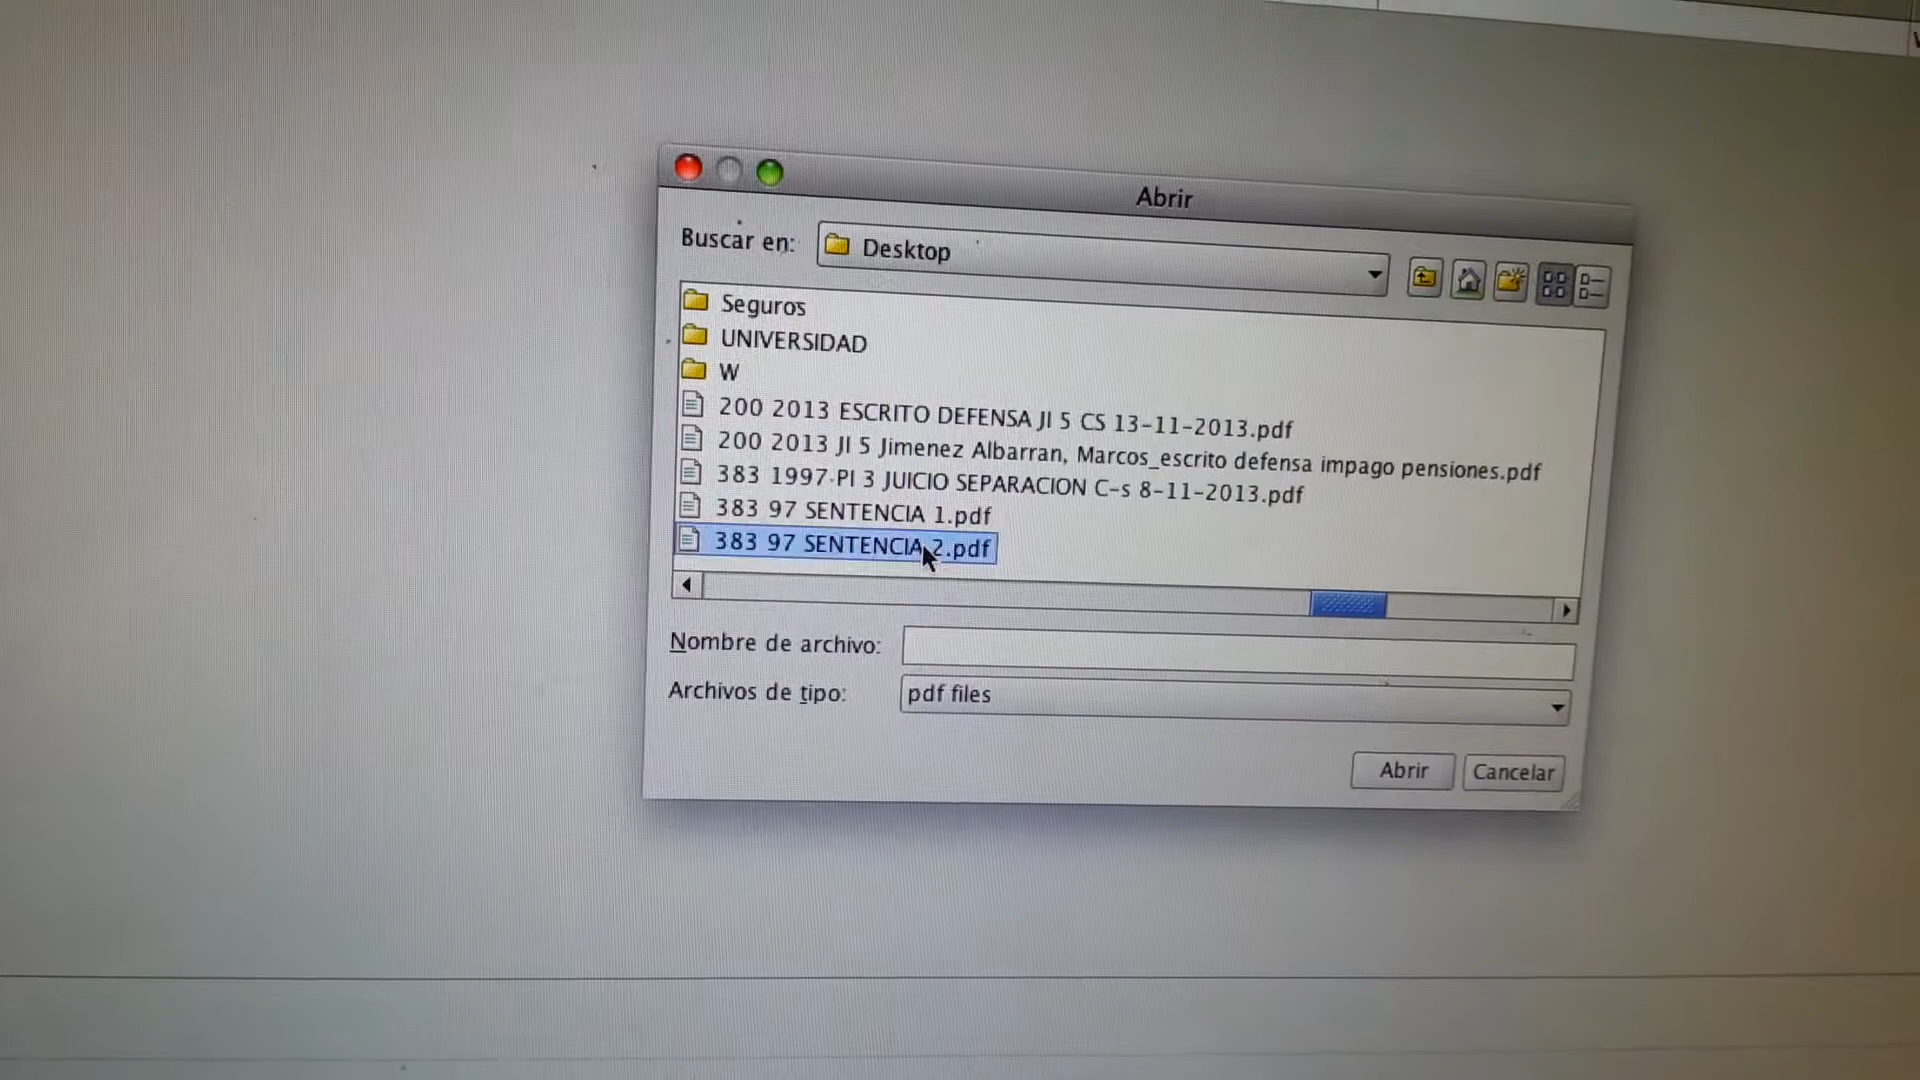 Abrir
Buscar en: Desktop
Seguros
UNIVERSIDAD
W
200 2013 ESCRITO DEFENSA JI 5 CS 13-11-2013.pdf
200 2013 JI 5 Jimenez Albarran, Marcos_escrito defensa impago pensiones.pdf
383 1997 PI 3 JUICIO SEPARACION C-s 8-11-2013.pdf
383 97 SENTENCIA 1.pdf
383 97 SENTENCIA 2.pdf
Nombre de archivo:
Archivos de tipo: pdf files
Abrir Cancelar